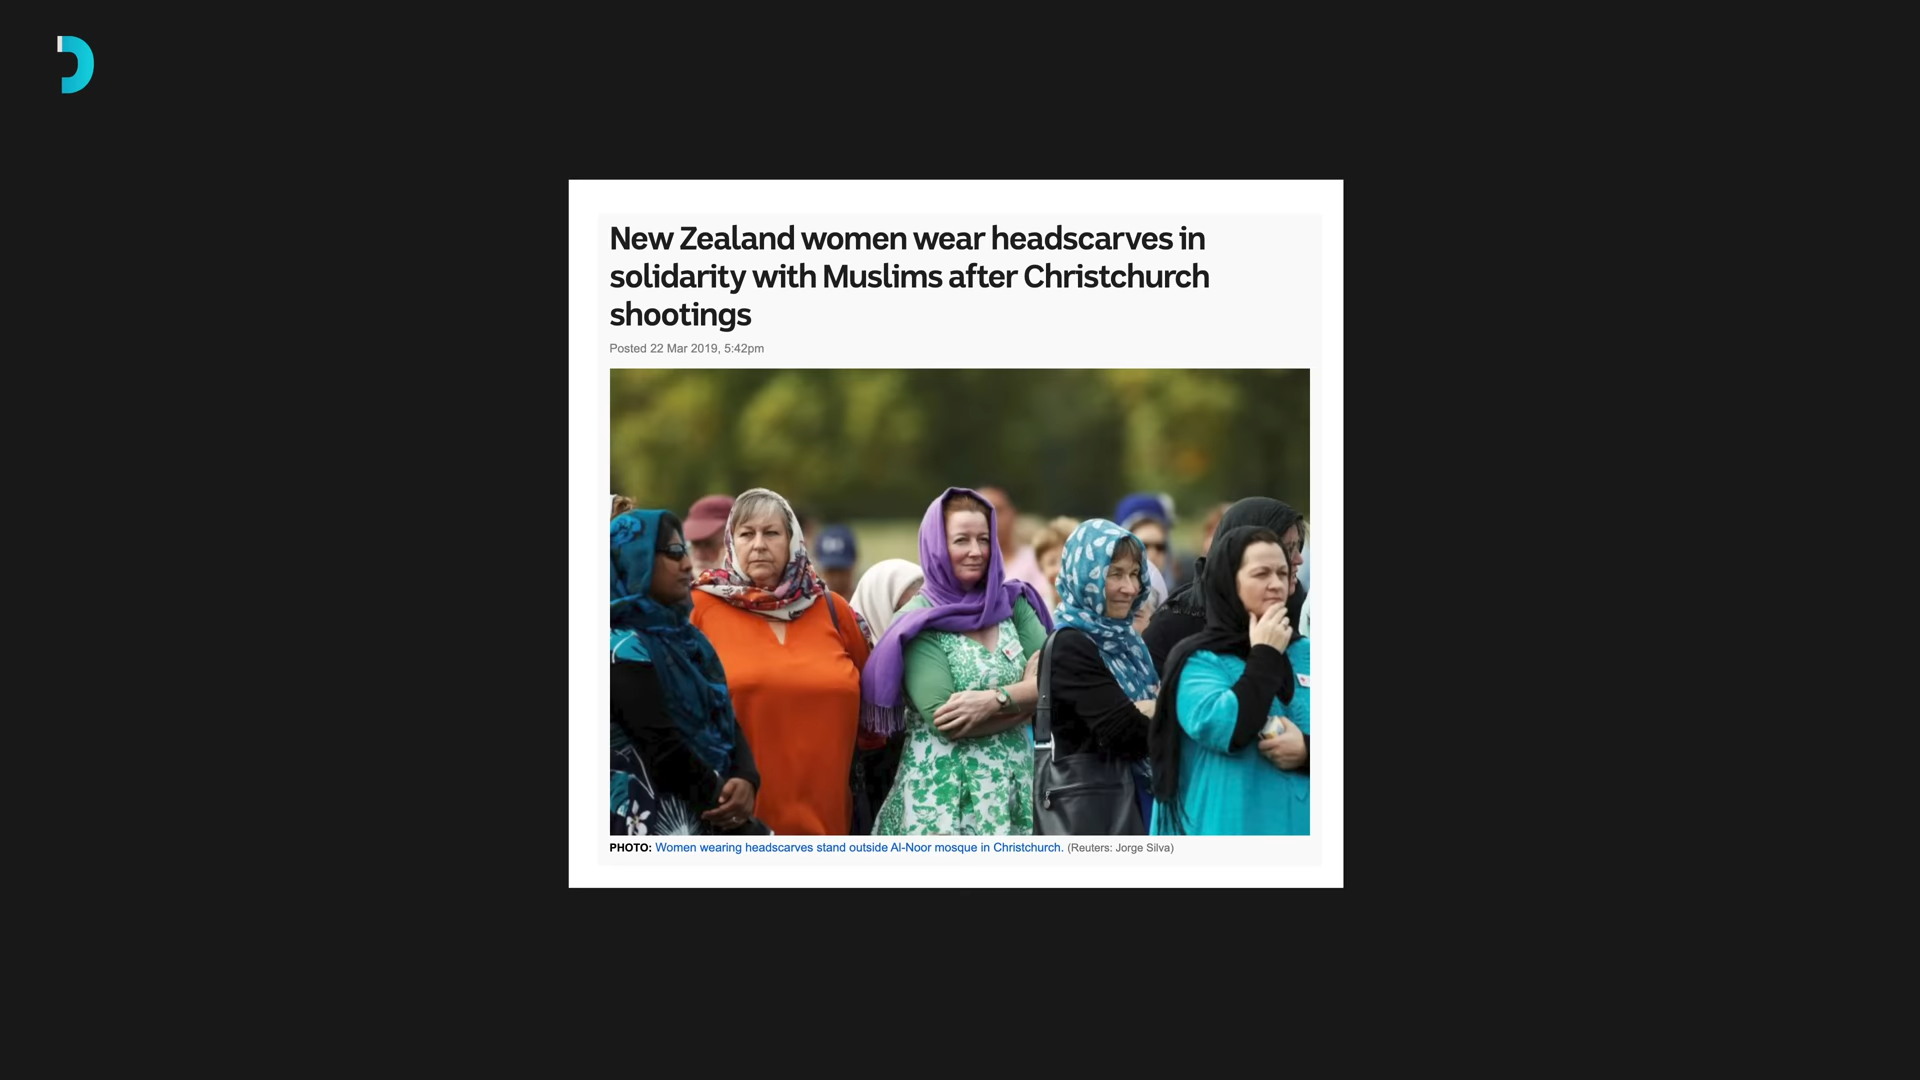 New Zealand women wear headscarves in
solidarity with Muslims after Christchurch
shootings
Posted 22 Mar 2019, 5:42pm
PHOTO: Women wearing headscarves stand outside Al-Noor mosque in Christchurch. (Reuters: Jorge Silva)